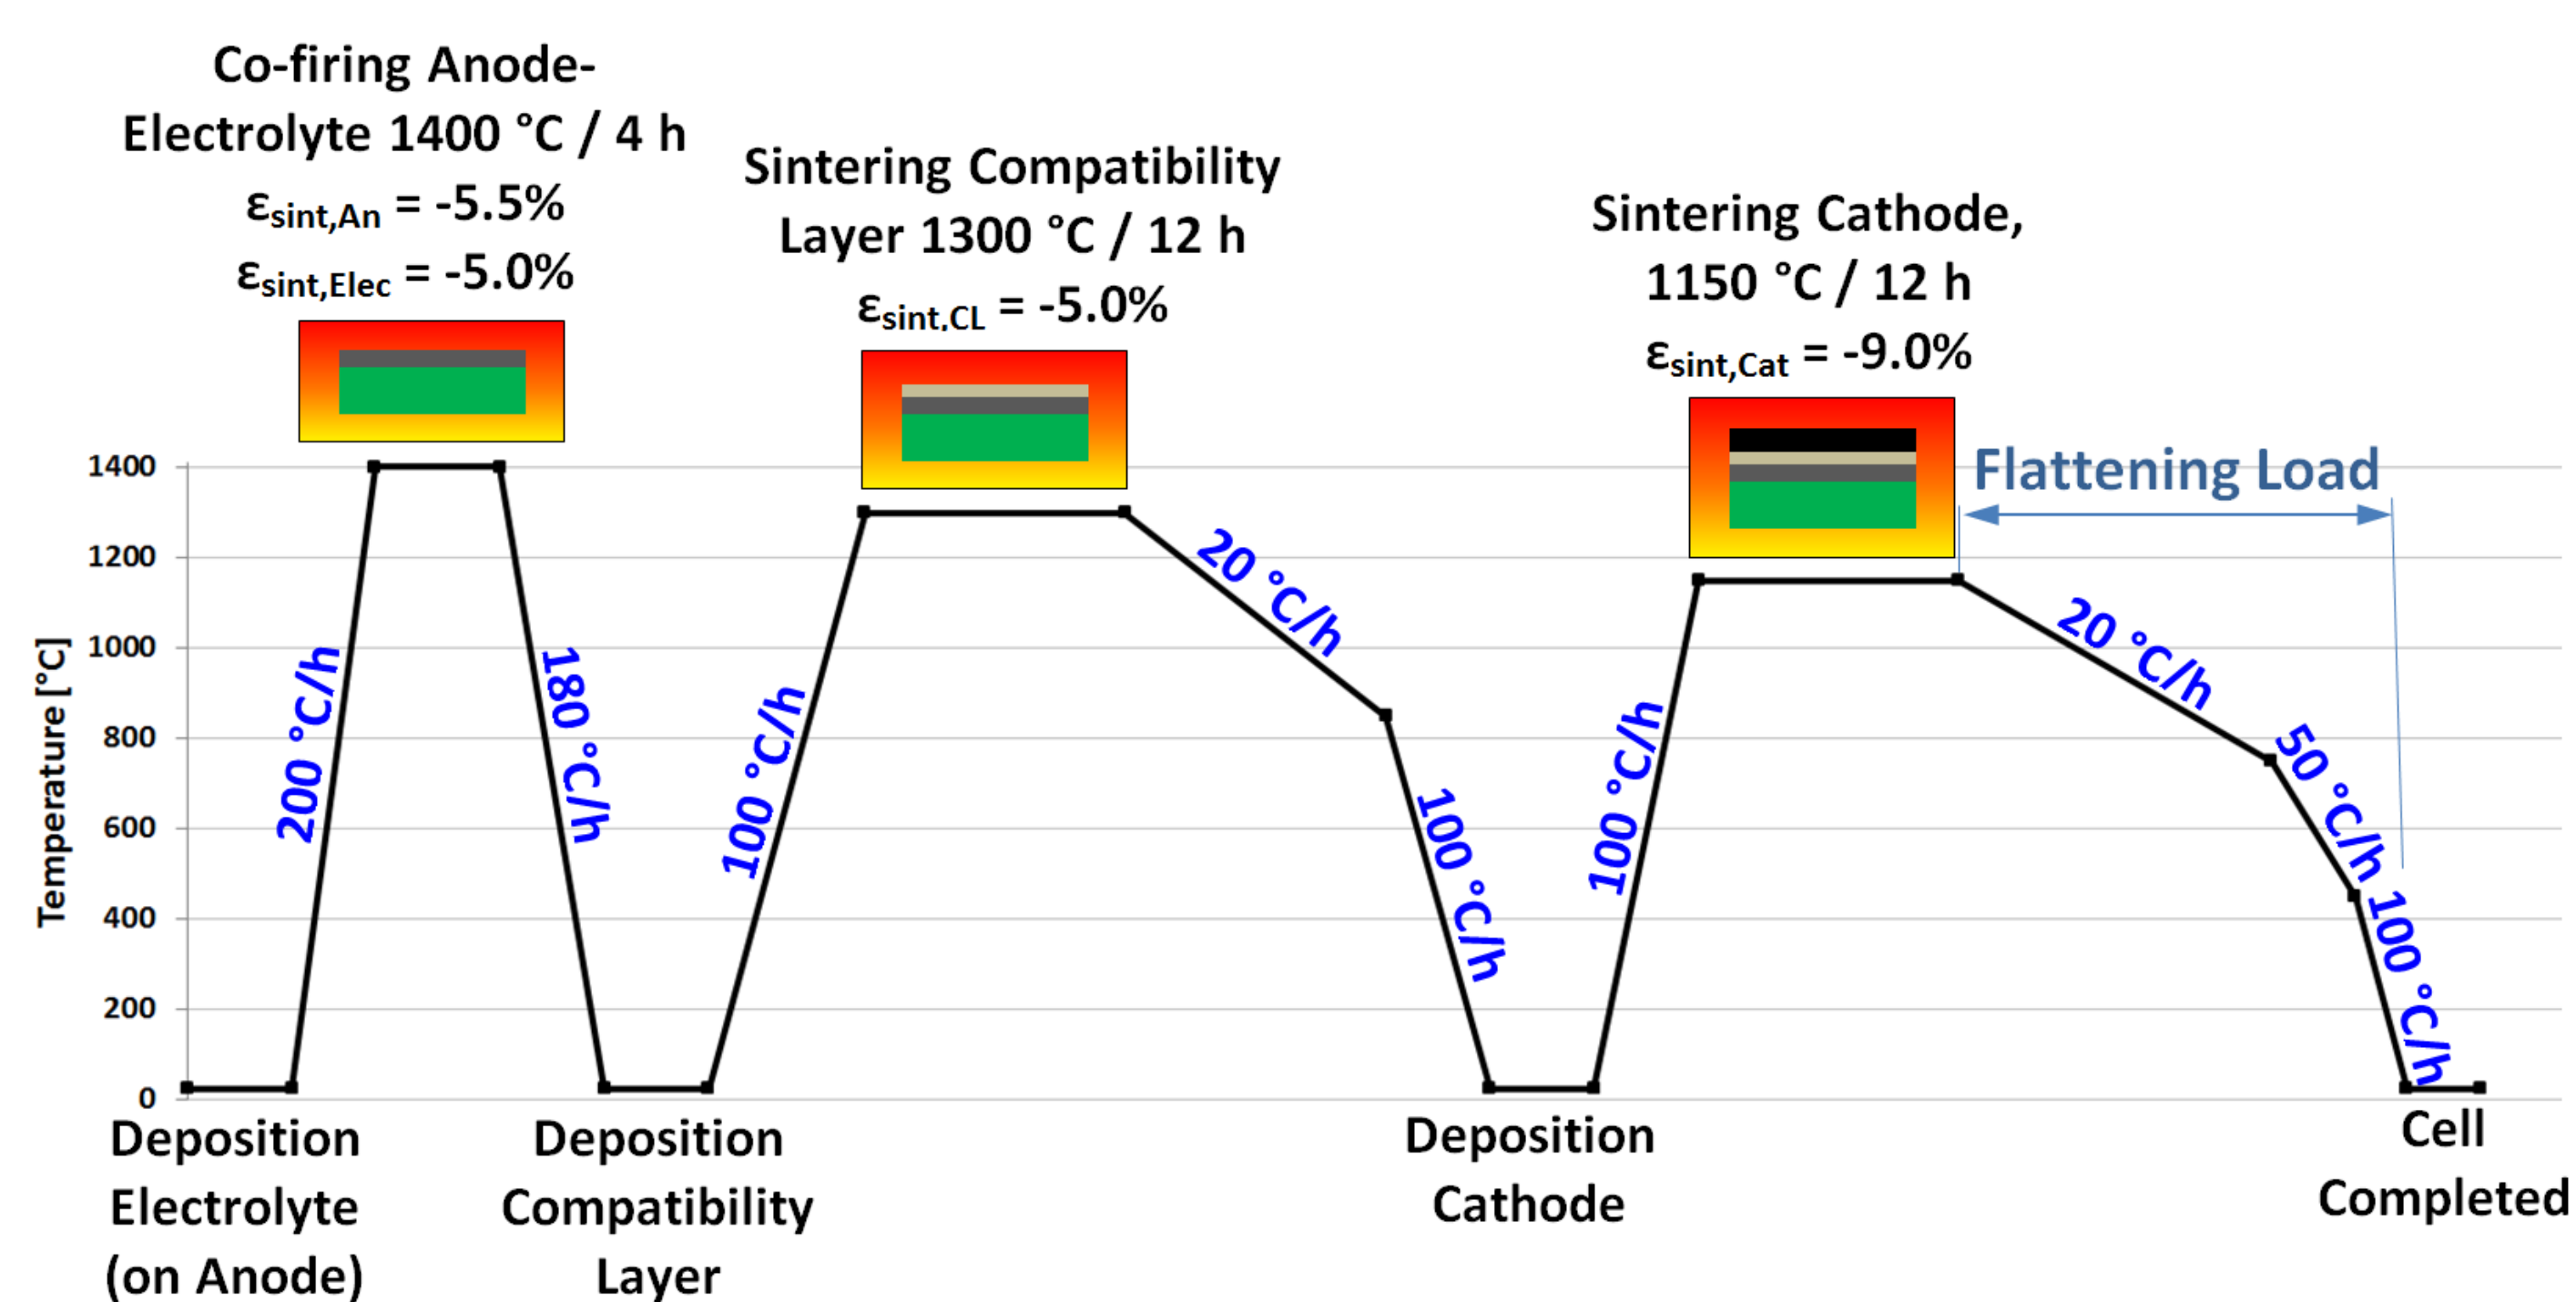 Co-firing Anode-
Electrolyte 1400 °C / 4 h
εsint,An = -5.5%
εsint,Elec = -5.0%
Sintering Compatibility
Layer 1300 °C / 12 h
εsint,CL = -5.0%
Sintering Cathode,
1150 °C / 12 h
εsint,Cat = -9.0%
Flattening Load
Temperature [°C]
1400
1200
1000
800
600
400
200
0
200 °C/h
180 °C/h
100 °C/h
20 °C/h
100 °C/h
100 °C/h
20 °C/h
50 °C/h
100 °C/h
Deposition
Electrolyte
(on Anode)
Deposition
Compatibility
Layer
Deposition
Cathode
Cell
Completed